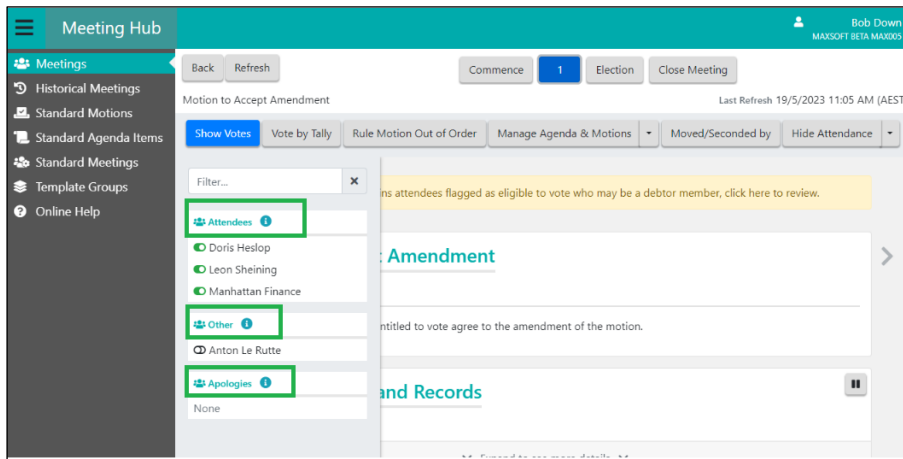 Meeting Hub
Bob Down
MAXSOFT BETA MAX005
Meetings
Historical Meetings
Standard Motions
Standard Agenda Items
Standard Meetings
Template Groups
Online Help
Back Refresh Commence 1 Election Close Meeting
Motion to Accept Amendment Last Refresh 19/5/2023 11:05 AM (AEST
Show Votes Vote by Tally Rule Motion Out of Order Manage Agenda & Motions Moved/Seconded by Hide Attendance
Filter...
ns attendees flagged as eligible to vote who may be a debtor member, click here to review.
Attendees
Doris Heslop
Leon Sheining
Manhattan Finance
Amendment
Other
Anton Le Rutte
ntitled to vote agree to the amendment of the motion.
Apologies
None
and Records
Expand to see more details